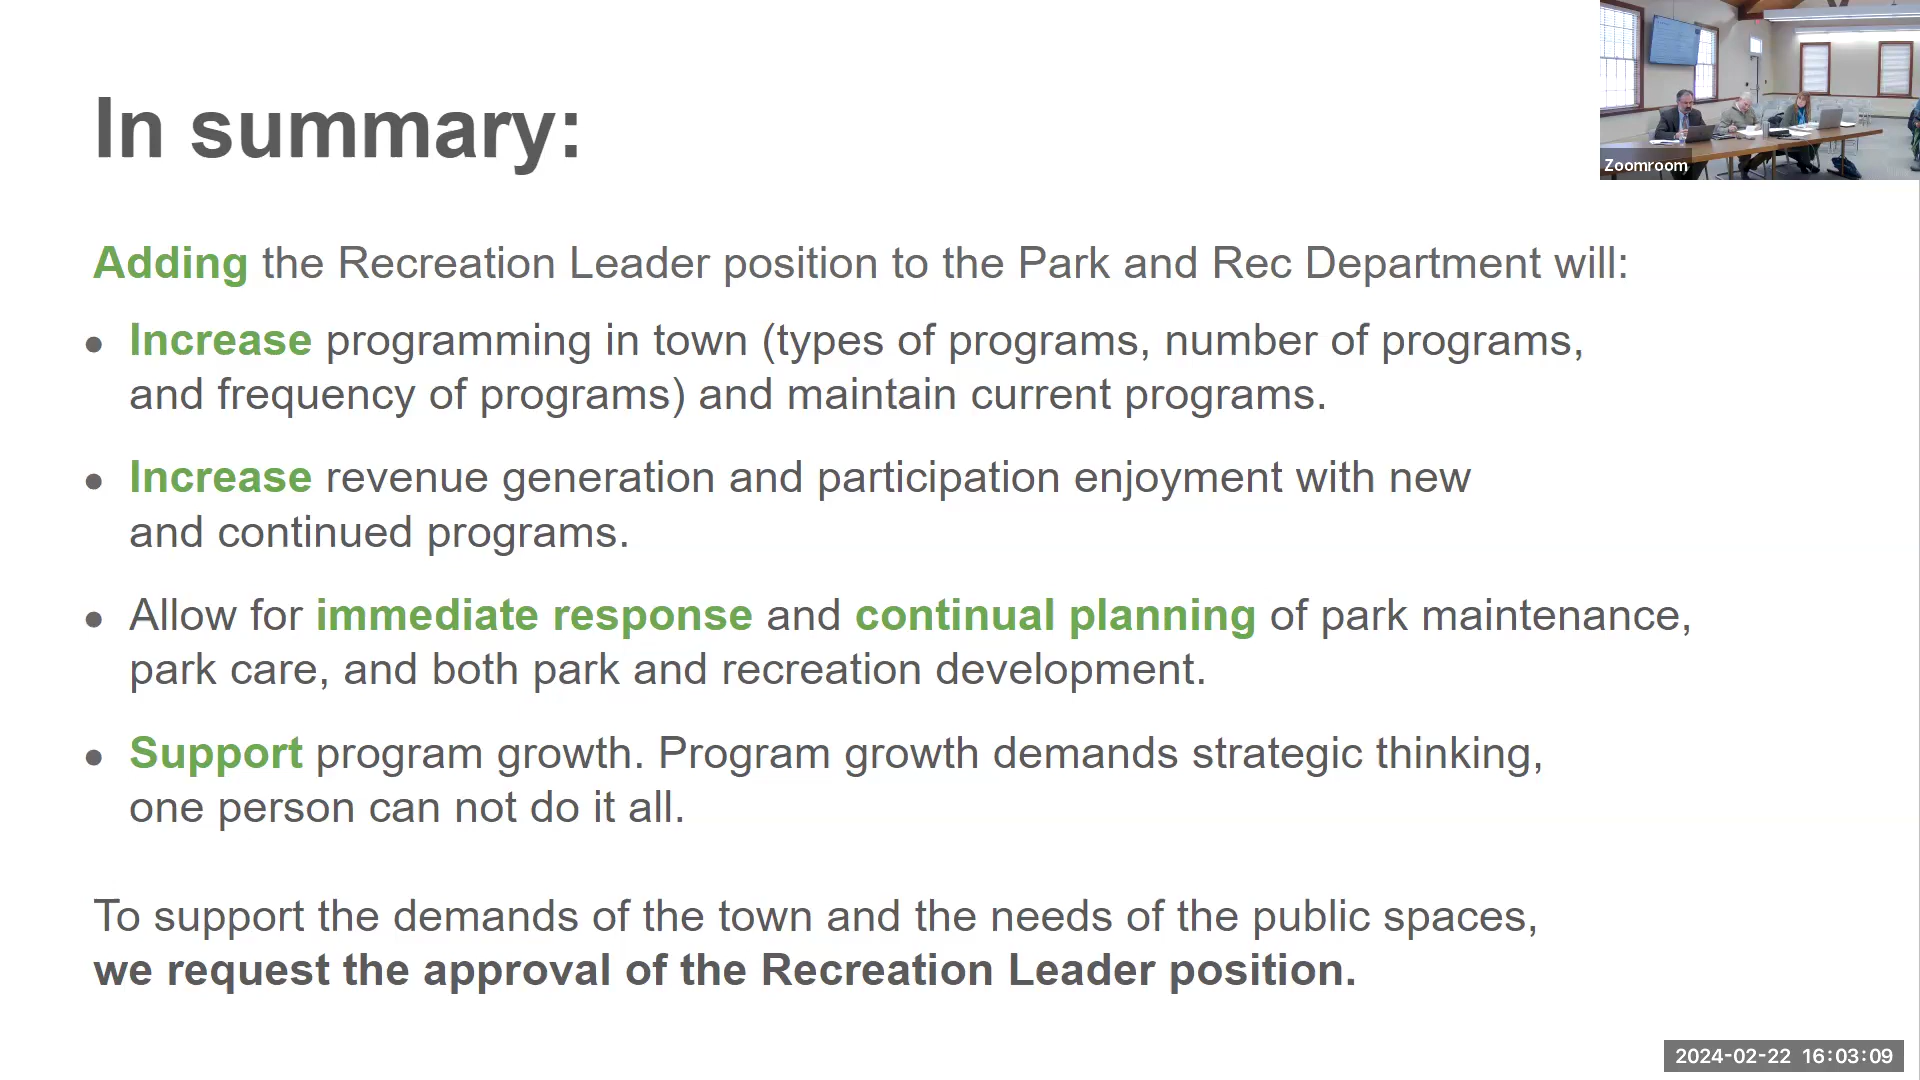 In summary:
Zoomroom
Adding the Recreation Leader position to the Park and Rec Department will:
● Increase programming in town (types of programs, number of programs,
and frequency of programs) and maintain current programs.
● Increase revenue generation and participation enjoyment with new
and continued programs.
● Allow for immediate response and continual planning of park maintenance,
park care, and both park and recreation development.
● Support program growth. Program growth demands strategic thinking,
one person can not do it all.
To support the demands of the town and the needs of the public spaces,
we request the approval of the Recreation Leader position.
2024-02-22 16:03:09